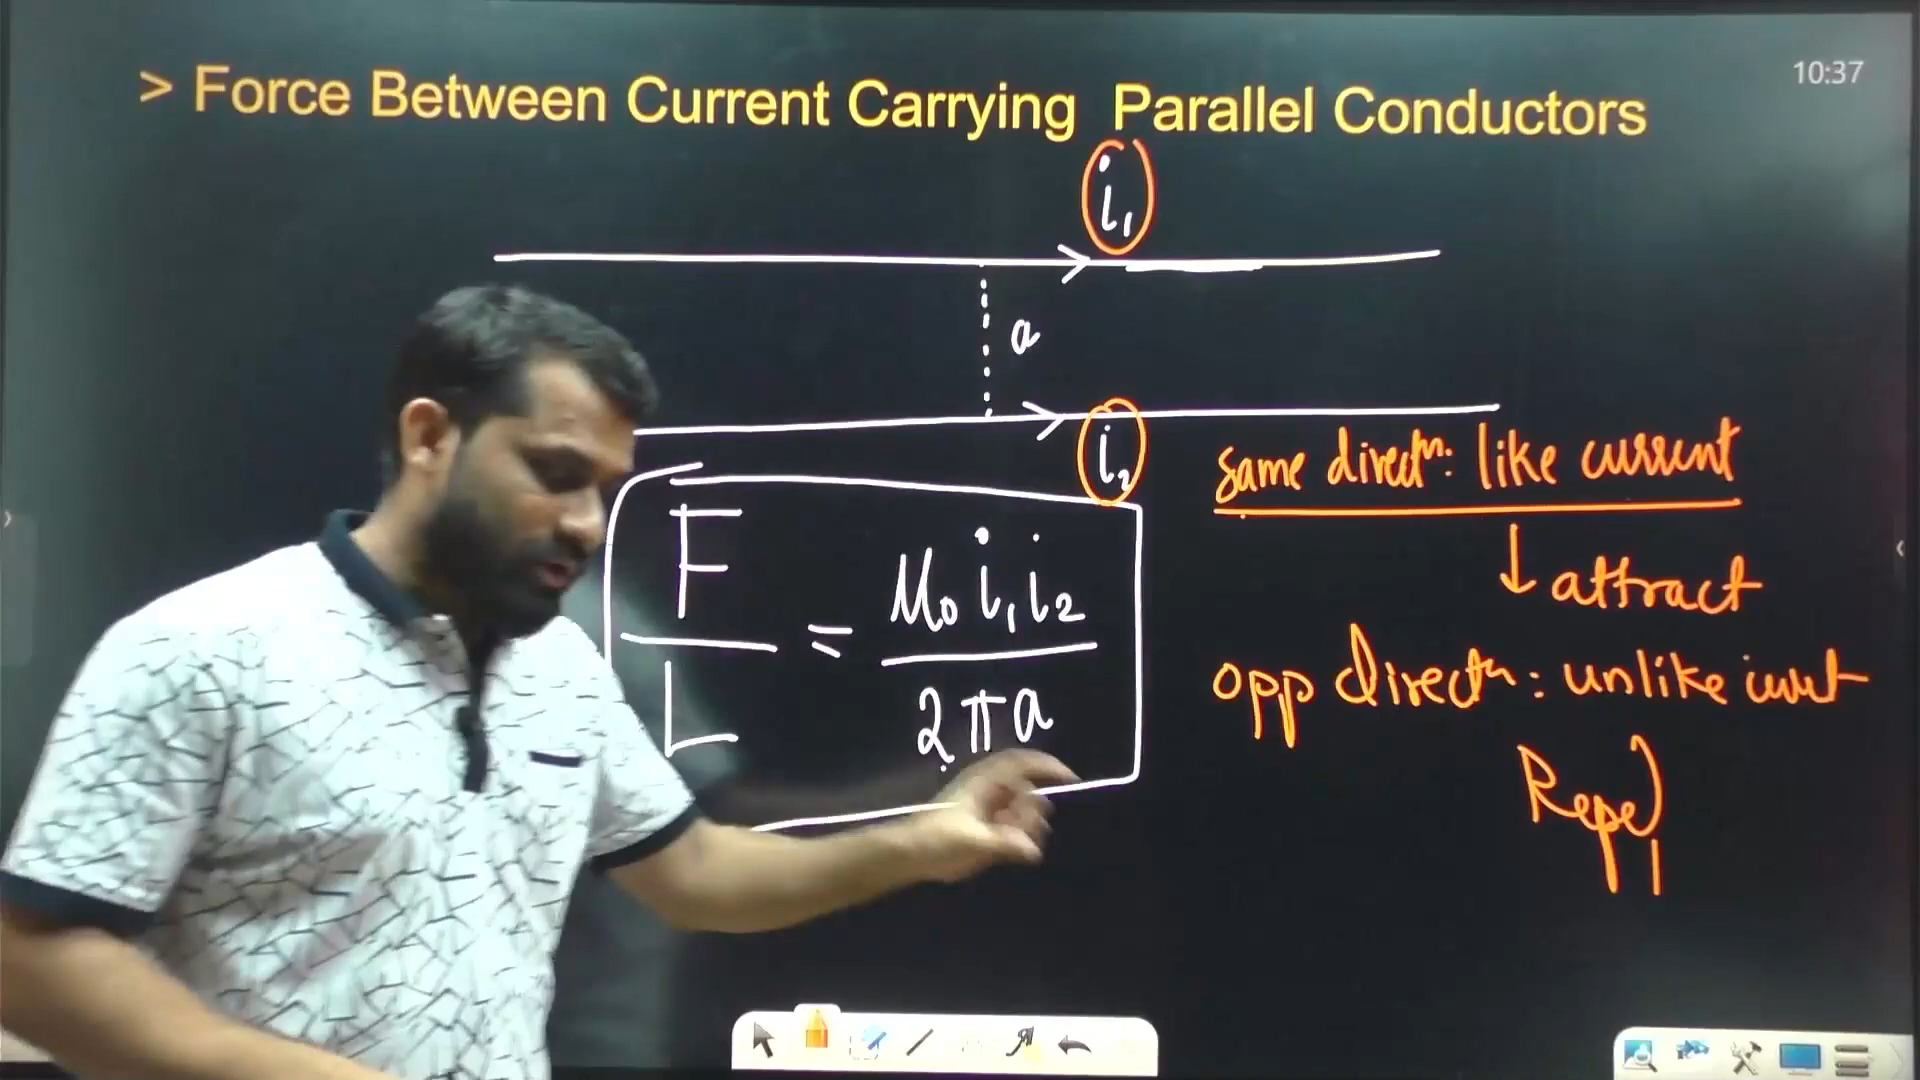 10:37
> Force Between Current Carrying Parallel Conductors
i₁
a
i₂
F/L = μ₀ i₁ i₂ / 2πa
same directⁿ: like current
↓ attract
opp directⁿ: unlike
Repel